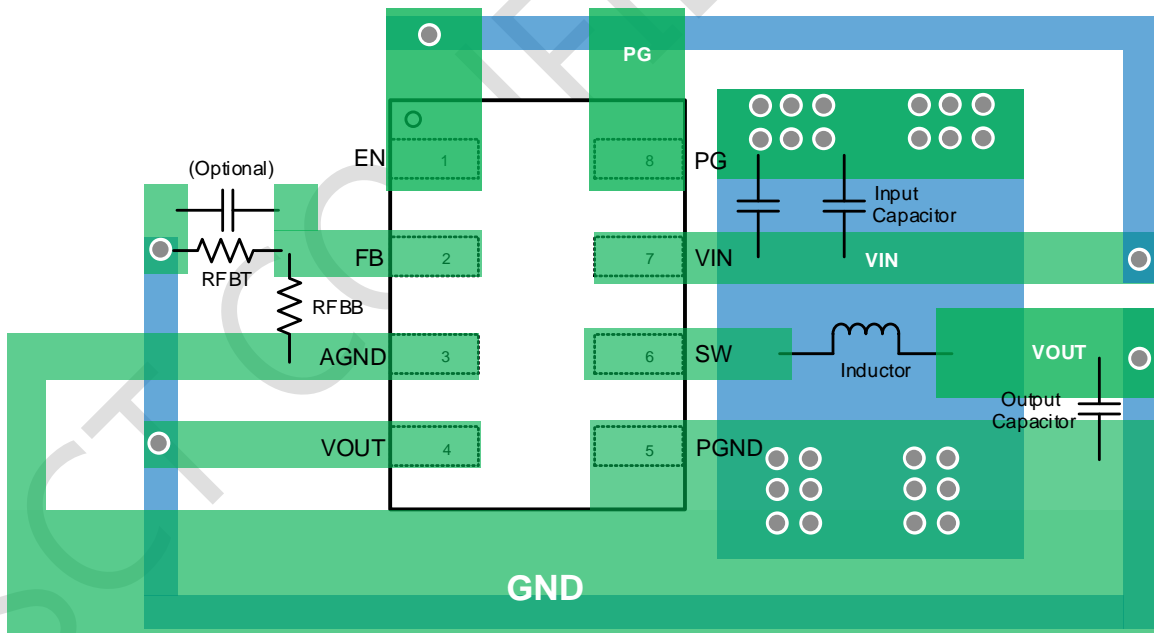 PG
(Optional)
EN
1
8
PG
Input
Capacitor
FB
2
7
VIN
VIN
RFBT
RFBB
AGND
3
6
SW
VOUT
Inductor
Output
Capacitor
VOUT
4
5
PGND
GND